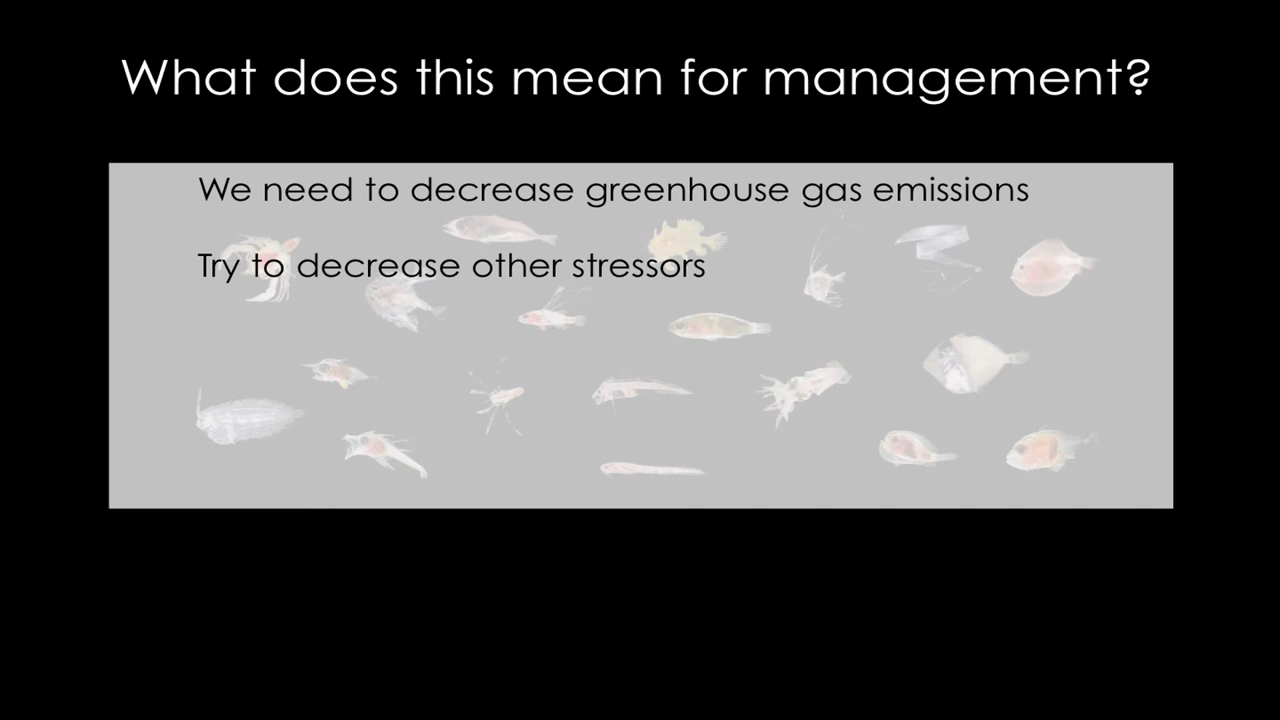 What does this mean for management?
We need to decrease greenhouse gas emissions
Try to decrease other stressors